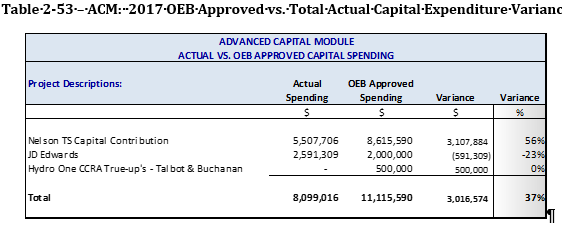 Table 2-53 – ACM: 2017 OEB Approved vs. Total Actual Capital Expenditure Varianc
ADVANCED CAPITAL MODULE
ACTUAL VS. OEB APPROVED CAPITAL SPENDING
Project Descriptions: Actual Spending OEB Approved Spending Variance Variance
$ $ $ %
Nelson TS Capital Contribution 5,507,706 8,615,590 3,107,884 56%
JD Edwards 2,591,309 2,000,000 (591,309) -23%
Hydro One CCRA True-up's - Talbot & Buchanan - 500,000 500,000 0%
Total 8,099,016 11,115,590 3,016,574 37%
¶